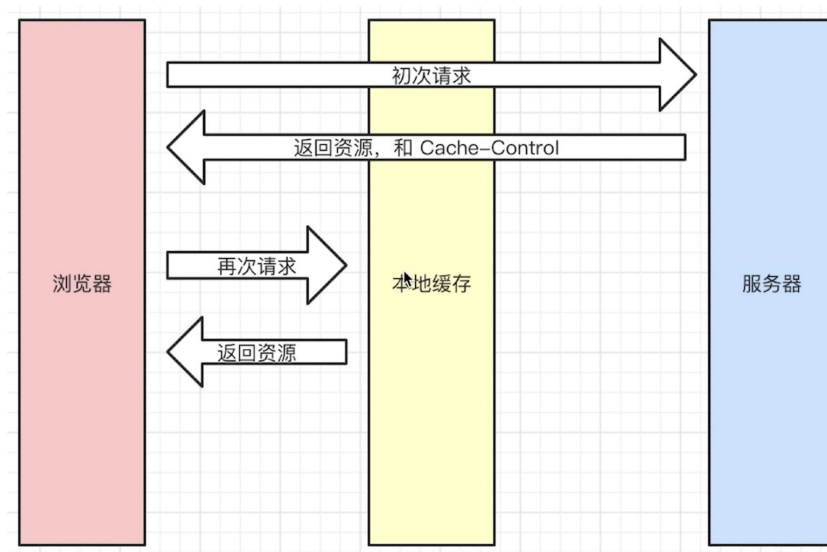 初次请求
返回资源，和 Cache-Control
再次请求
浏览器
本地缓存
服务器
返回资源